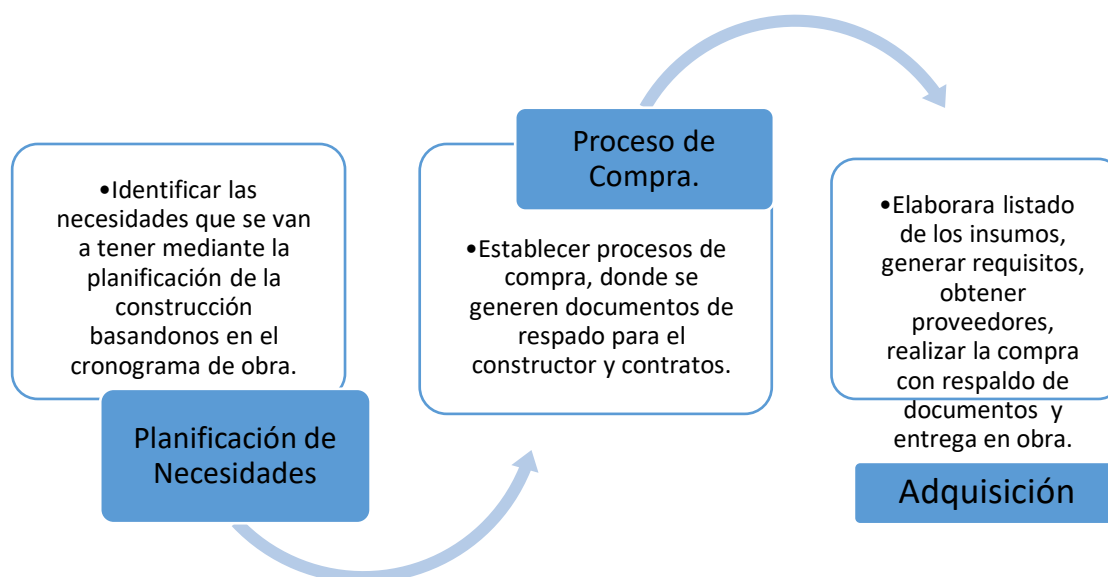 •Identificar las
necesidades que se van
a tener mediante la
planificación de la
construcción
basandonos en el
cronograma de obra.
Planificación de
Necesidades
Proceso de
Compra.
•Establecer procesos de
compra, donde se
generen documentos de
respado para el
constructor y contratos.
•Elaborara listado
de los insumos,
generar requisitos,
obtener
proveedores,
realizar la compra
con respaldo de
documentos y
entrega en obra.
Adquisición